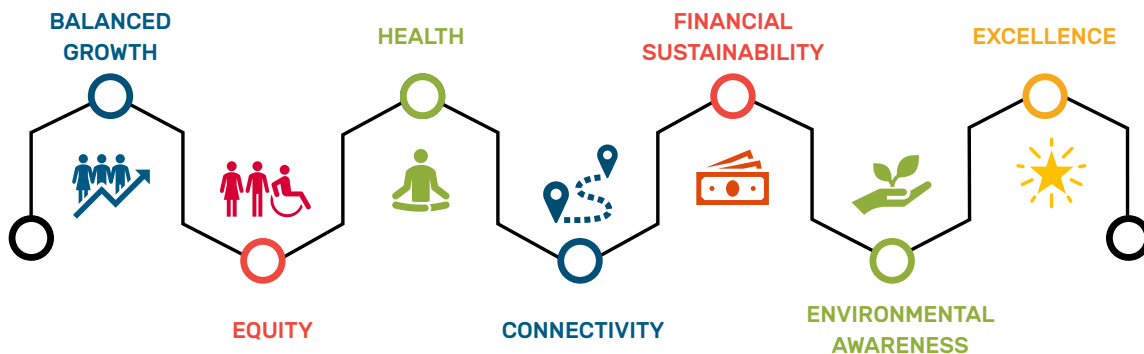 BALANCED
GROWTH
EQUITY
HEALTH
CONNECTIVITY
FINANCIAL
SUSTAINABILITY
ENVIRONMENTAL
AWARENESS
EXCELLENCE